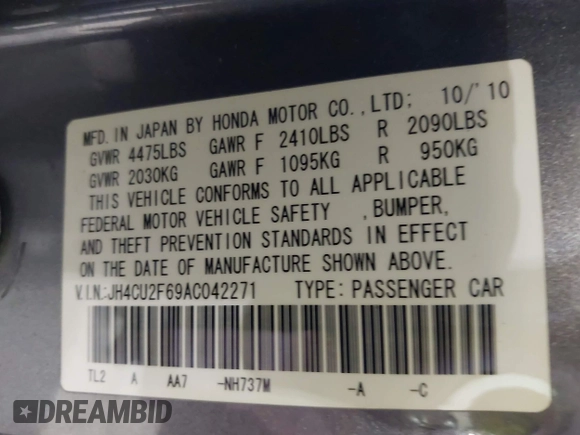 MFD. IN JAPAN BY HONDA MOTOR CO.,LTD; 10/'10
GVWR 4475LBS GAWR F 2410LBS R 2090LBS
GVWR 2030KG GAWR F 1095KG R 950KG
THIS VEHICLE CONFORMS TO ALL APPLICABLE
FEDERAL MOTOR VEHICLE SAFETY ,BUMPER,
AND THEFT PREVENTION STANDARDS IN EFFECT
ON THE DATE OF MANUFACTURE SHOWN ABOVE.
V.I.N.:JH4CU2F69AC042271 TYPE: PASSENGER CAR
TL2 A AA7 -NH737M -A -C
DREAMBID